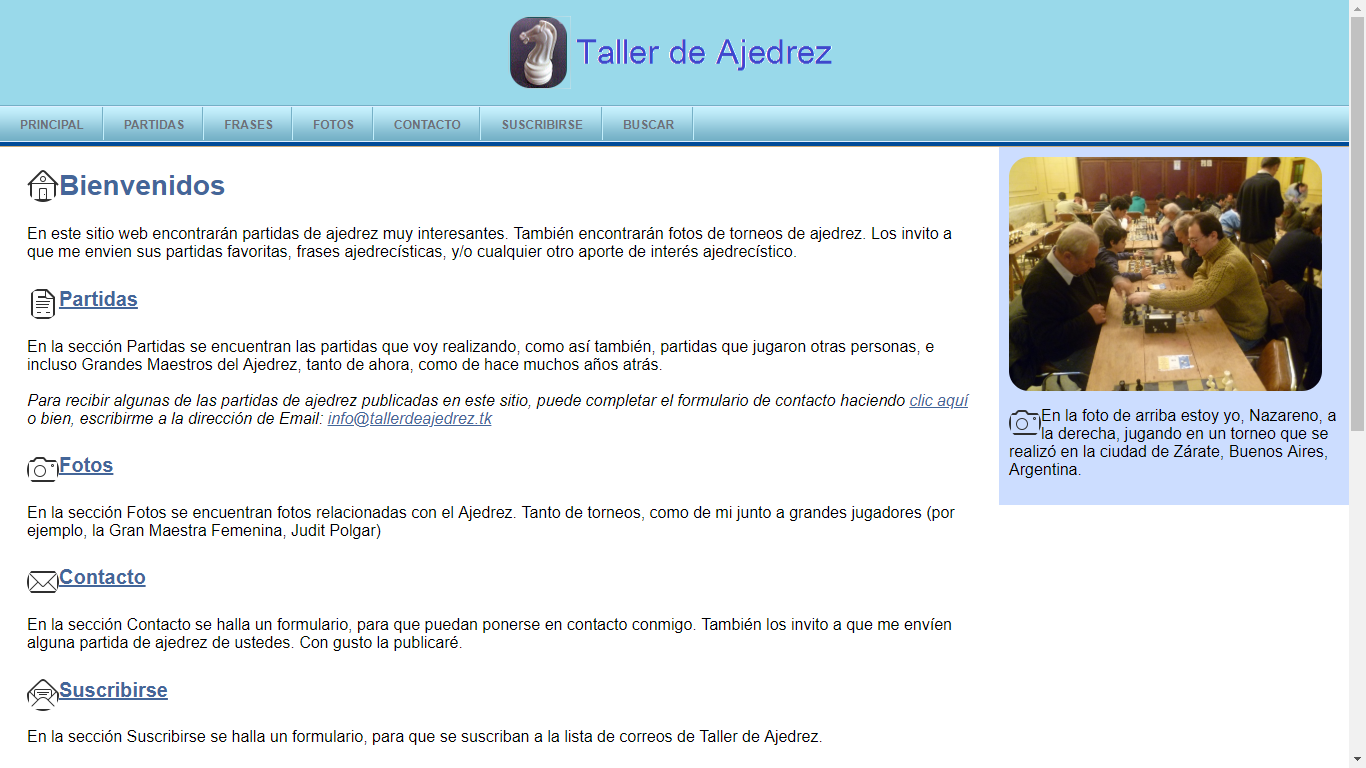 Taller de Ajedrez
PRINCIPAL
PARTIDAS
FRASES
FOTOS
CONTACTO
SUSCRIBIRSE
BUSCAR
Bienvenidos
En este sitio web encontrarán partidas de ajedrez muy interesantes. También encontrarán fotos de torneos de ajedrez. Los invito a
que me envien sus partidas favoritas, frases ajedrecísticas, y/o cualquier otro aporte de interés ajedrecístico.
Partidas
En la sección Partidas se encuentran las partidas que voy realizando, como así también, partidas que jugaron otras personas, e
incluso Grandes Maestros del Ajedrez, tanto de ahora, como de hace muchos años atrás.
Para recibir algunas de las partidas de ajedrez publicadas en este sitio, puede completar el formulario de contacto haciendo clic aquí
o bien, escribirme a la dirección de Email: info@tallerdeajedrez.tk
Fotos
En la sección Fotos se encuentran fotos relacionadas con el Ajedrez. Tanto de torneos, como de mi junto a grandes jugadores (por
ejemplo, la Gran Maestra Femenina, Judit Polgar)
Contacto
En la sección Contacto se halla un formulario, para que puedan ponerse en contacto conmigo. También los invito a que me envíen
alguna partida de ajedrez de ustedes. Con gusto la publicaré.
Suscribirse
En la sección Suscribirse se halla un formulario, para que se suscriban a la lista de correos de Taller de Ajedrez.
En la foto de arriba estoy yo, Nazareno, a
la derecha, jugando en un torneo que se
realizó en la ciudad de Zárate, Buenos Aires,
Argentina.